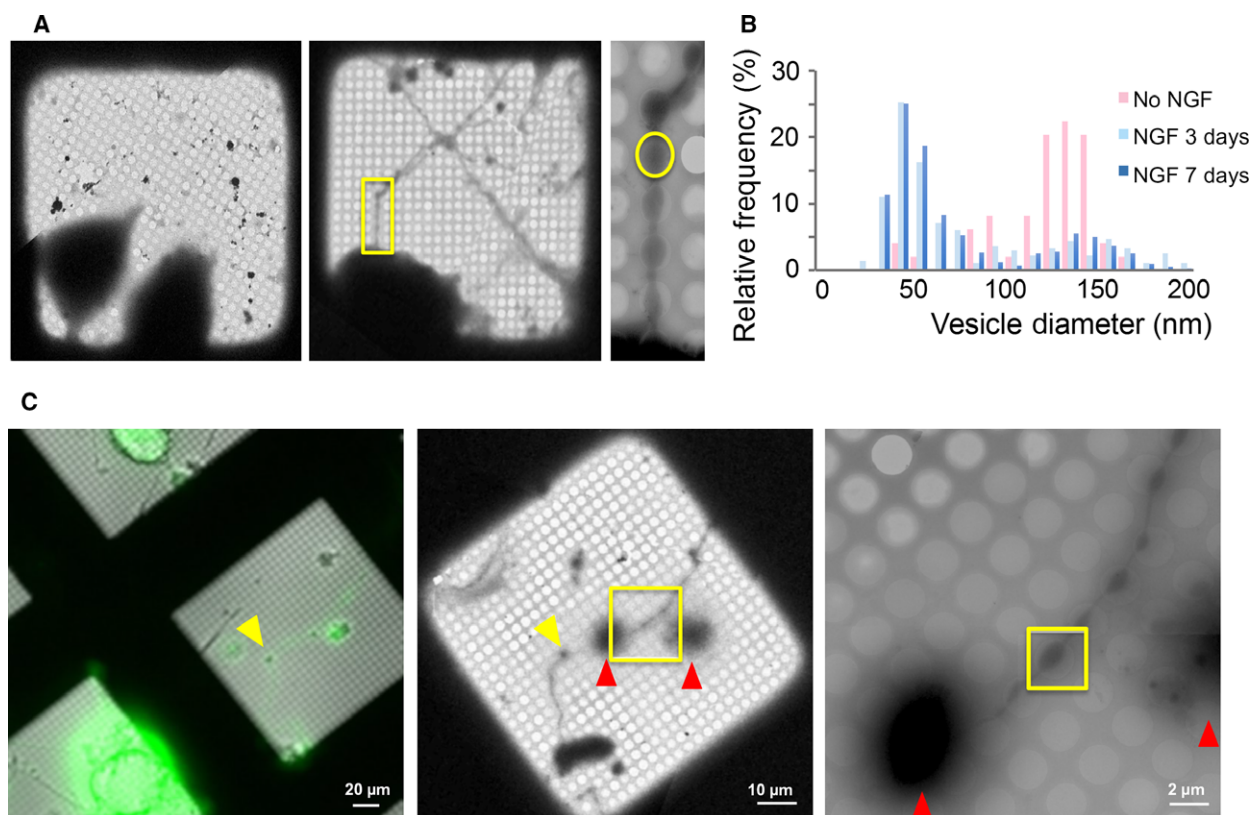 A
B
Relative frequency (%)
30
20
10
0
0 50 100 150 200
Vesicle diameter (nm)
No NGF
NGF 3 days
NGF 7 days
C
20 µm
10 µm
2 µm